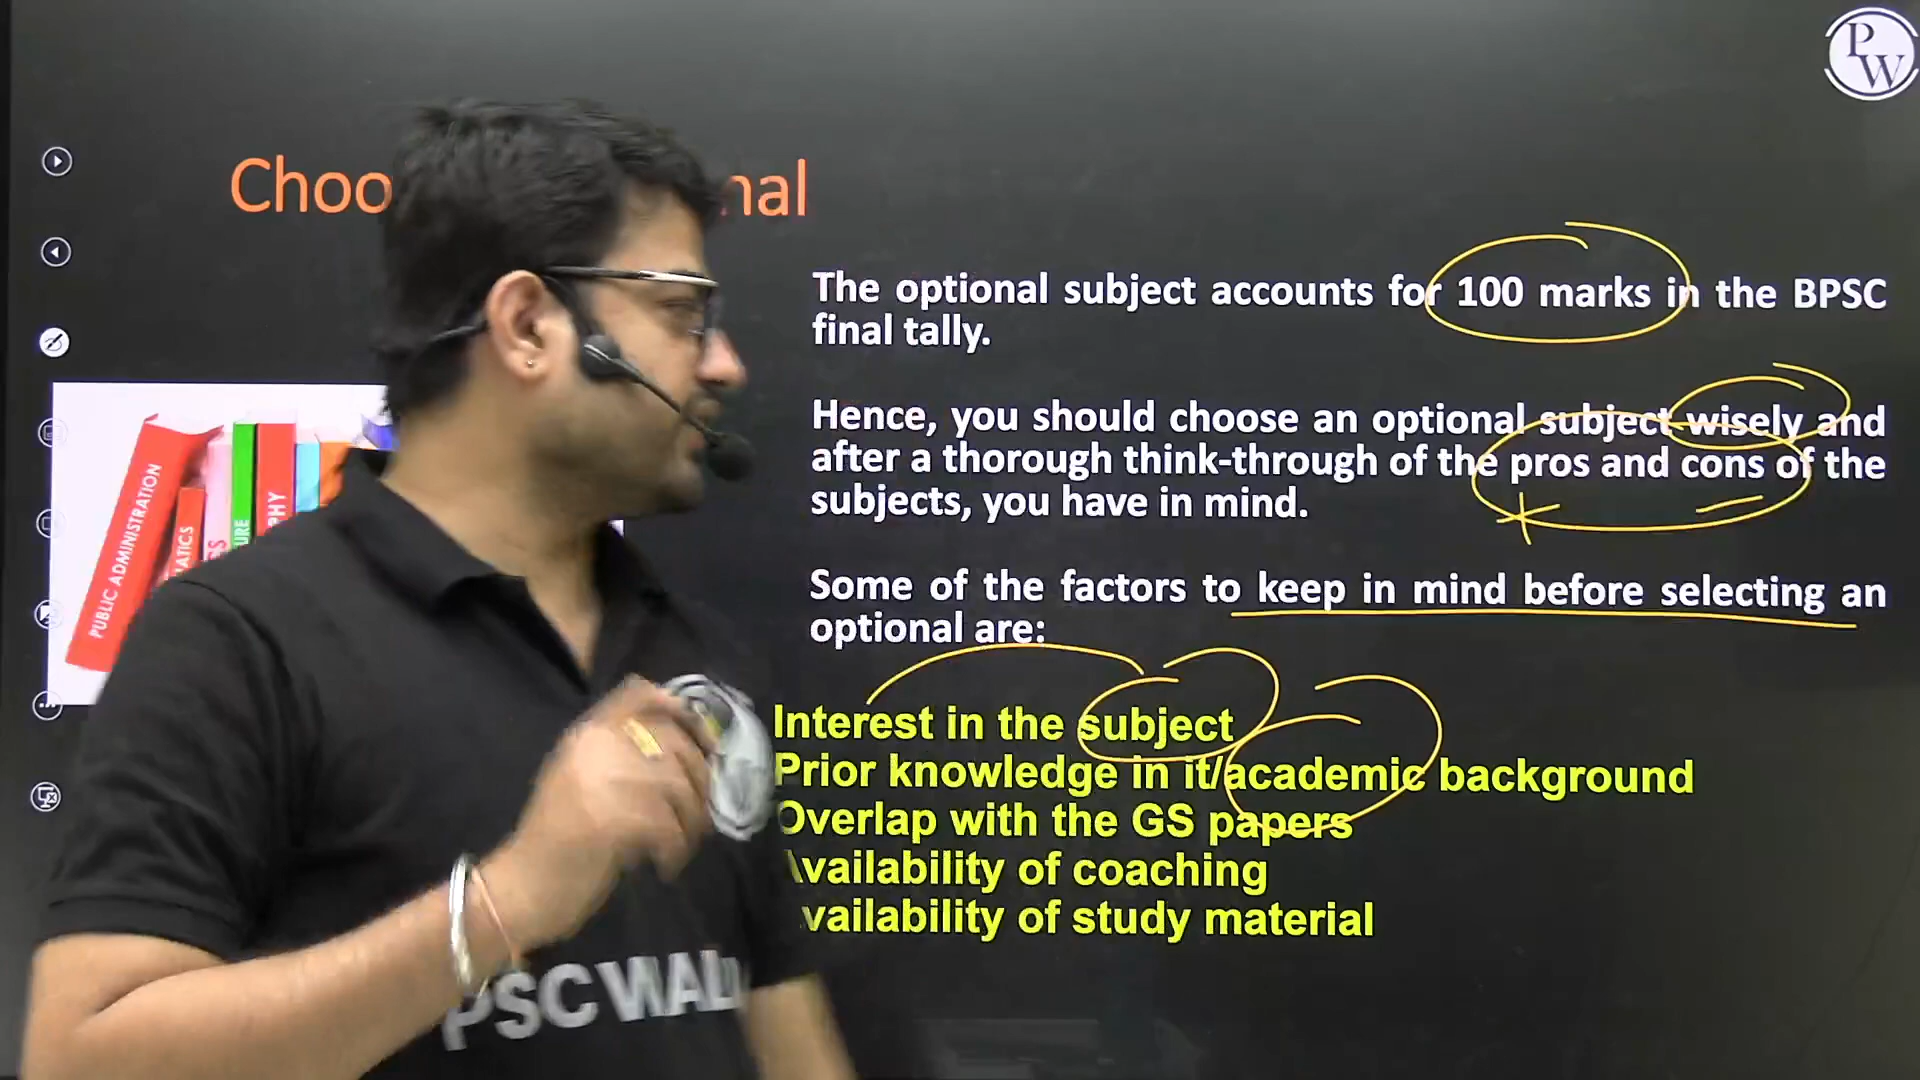 PW
Choo nal
The optional subject accounts for 100 marks in the BPSC
final tally.
Hence, you should choose an optional subject wisely and
after a thorough think-through of the pros and cons of the
subjects, you have in mind.
Some of the factors to keep in mind before selecting an
optional are:
Interest in the subject
Prior knowledge in it/academic background
Overlap with the GS papers
Availability of coaching
vailability of study material
PUBLIC ADMINISTRATION
PSC WAL